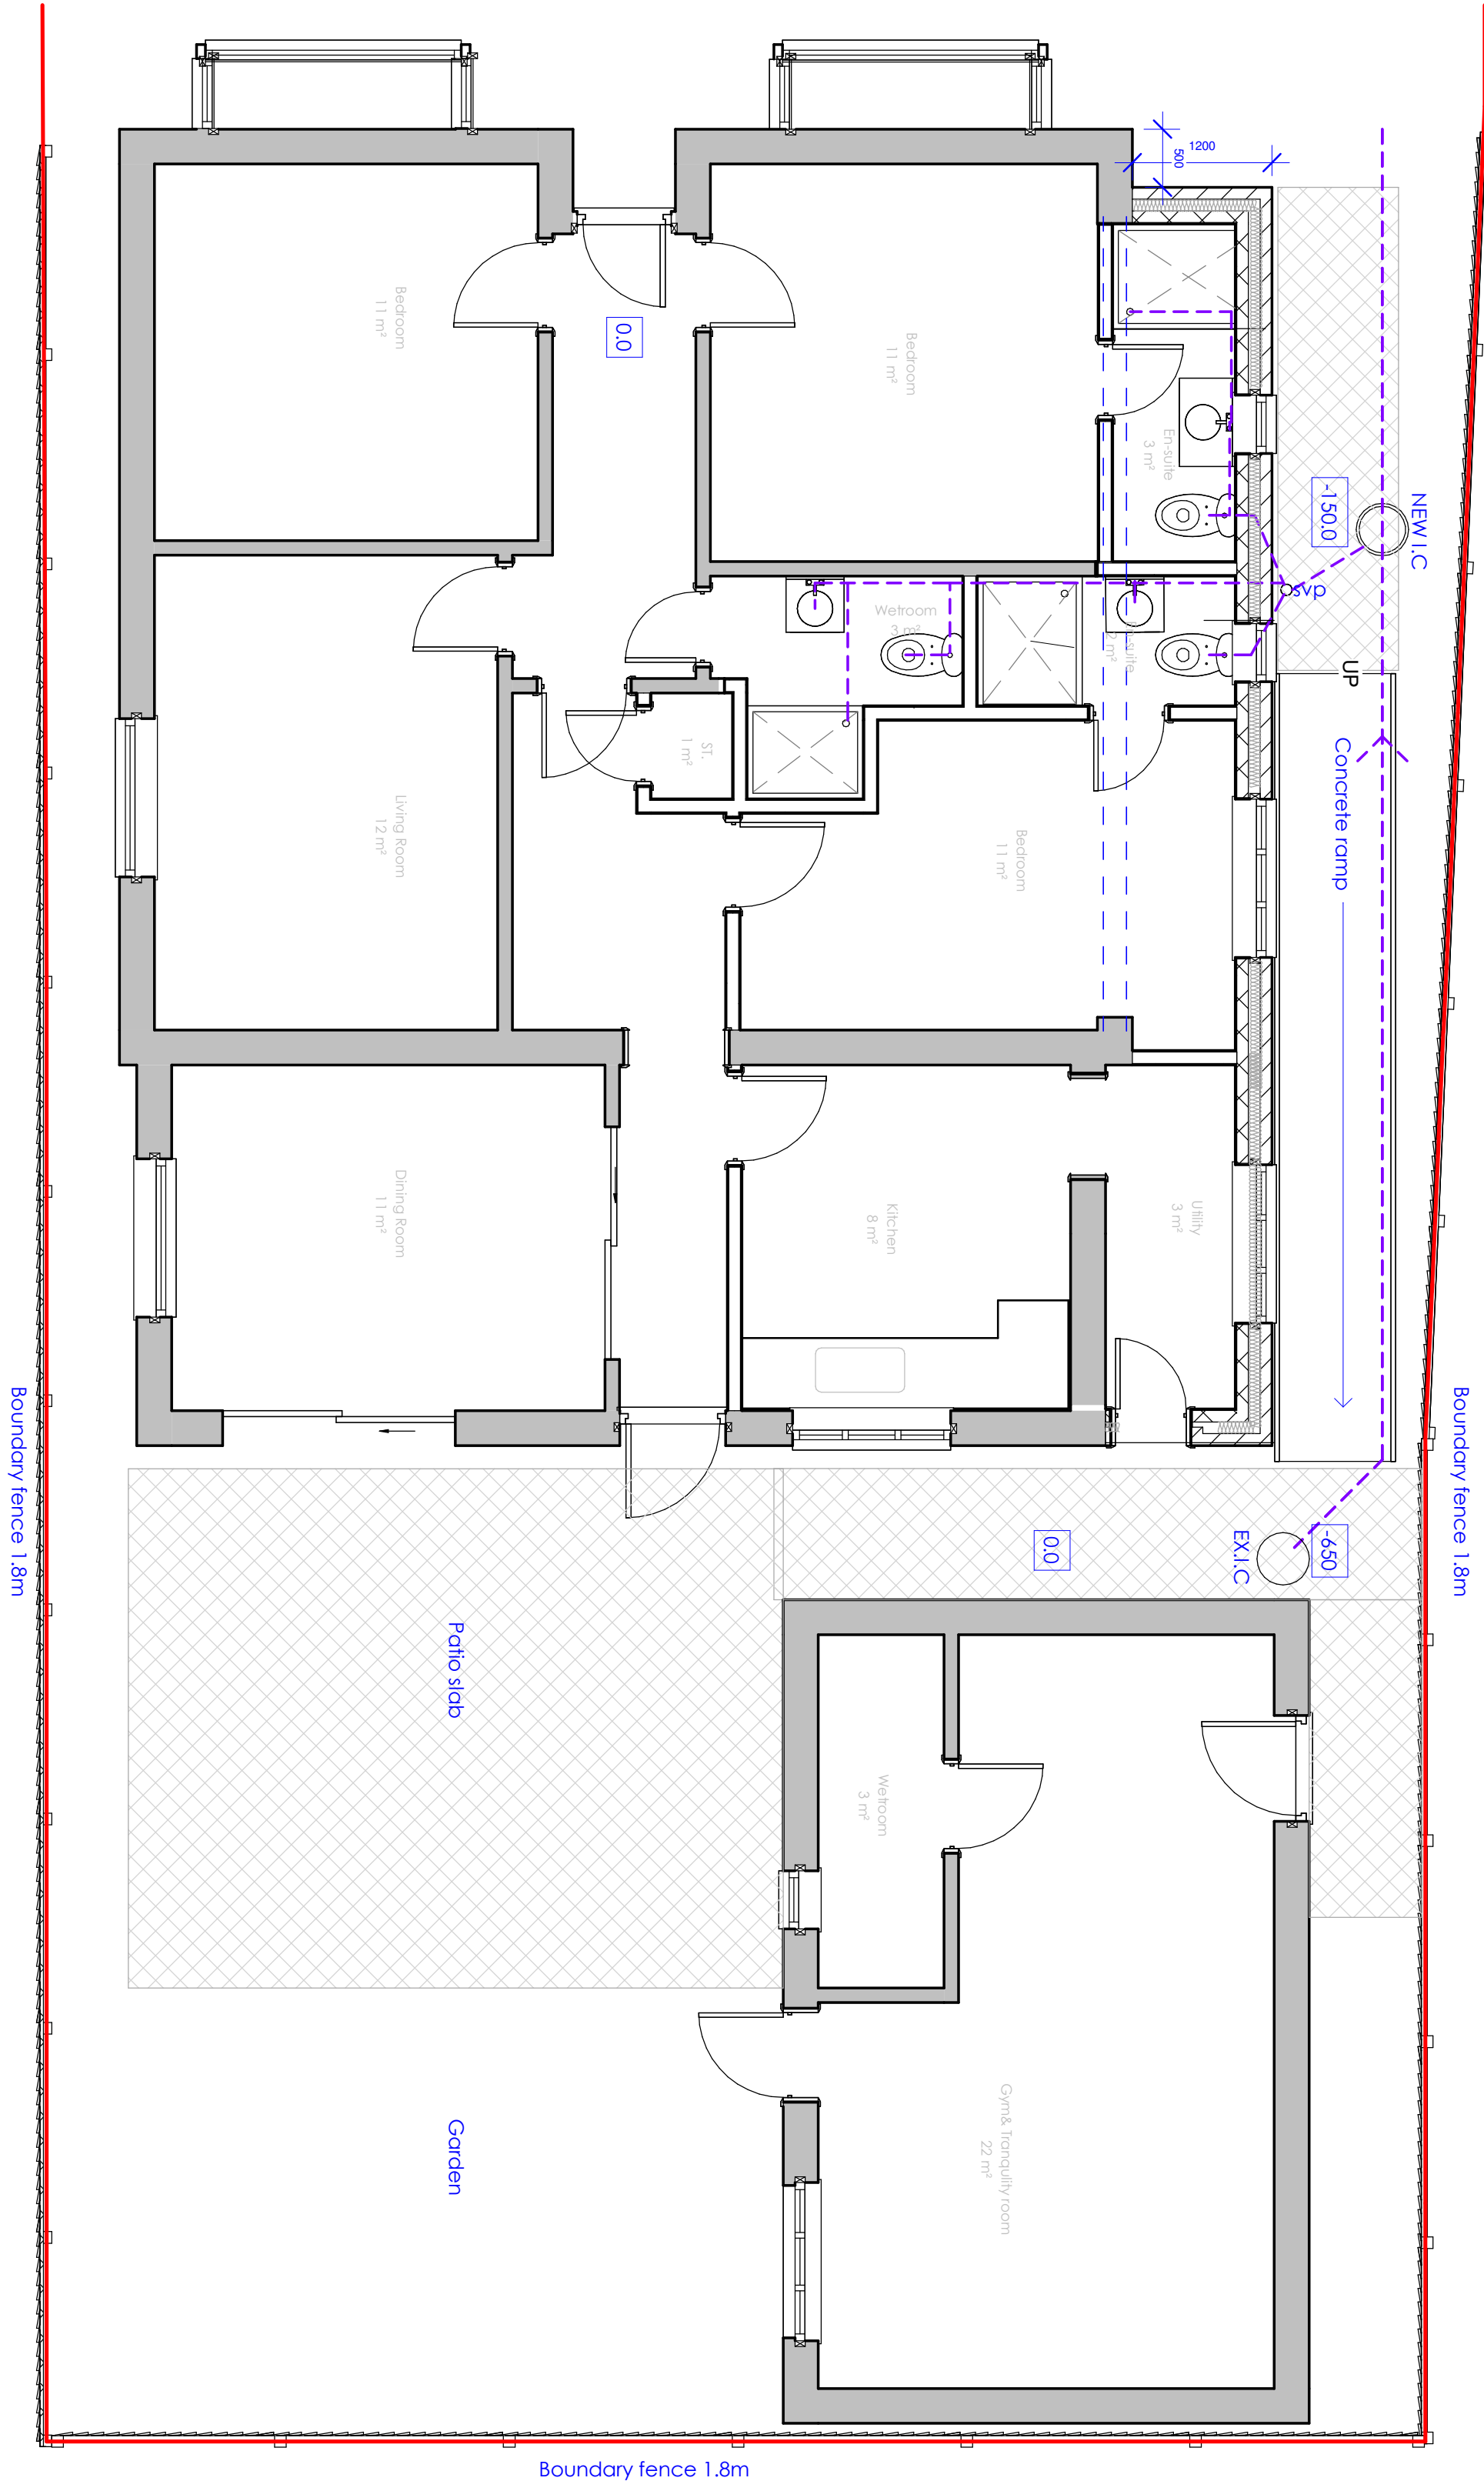 1200
500
Bedroom
11 m²
0.0
Bedroom
11 m²
En-suite
3 m²
-150.0
NEW I.C
svp
Wetroom
3 m²
2 m²
UP
ST.
1 m²
Living Room
12 m²
Bedroom
11 m²
Concrete ramp
Dining Room
11 m²
Kitchen
8 m²
Utility
3 m²
Boundary fence 1.8m
Boundary fence 1.8m
0.0
EX.I.C
-650
Patio slab
Wetroom
3 m²
Garden
Gym& Tranqulity room
22 m²
Boundary fence 1.8m